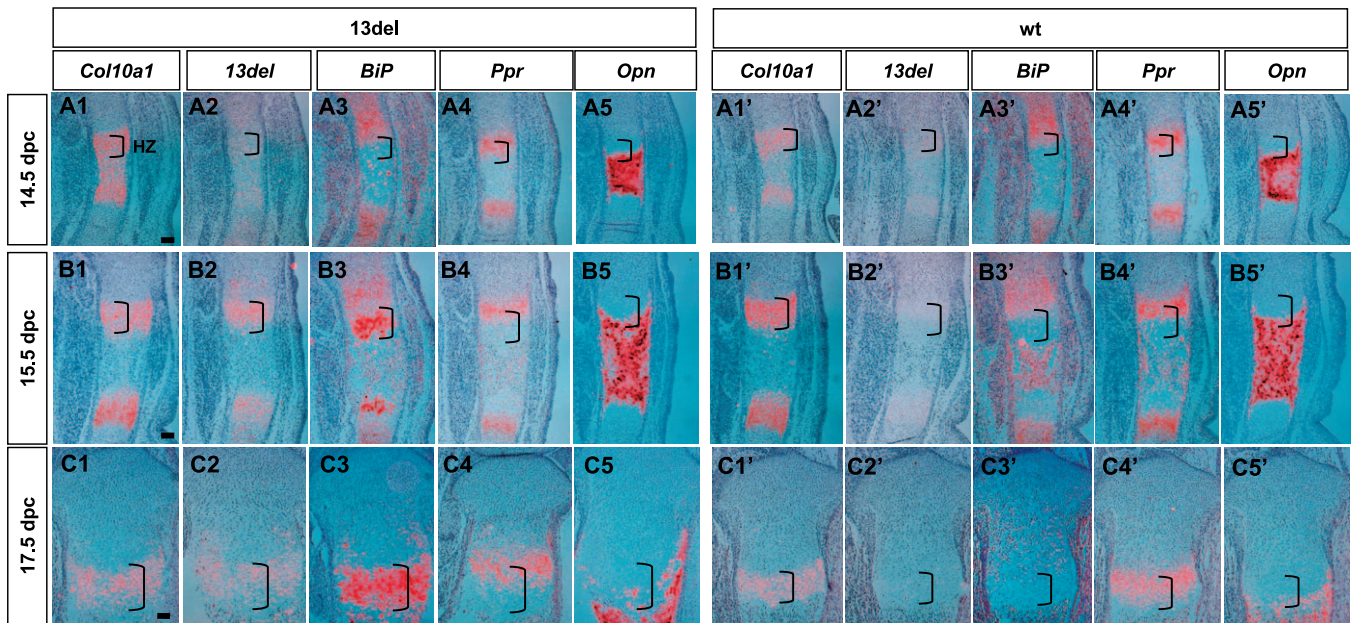 13del wt
Col10a1 13del BiP Ppr Opn Col10a1 13del BiP Ppr Opn
14.5 dpc
A1 A2 A3 A4 A5 A1’ A2’ A3’ A4’ A5’
HZ
15.5 dpc
B1 B2 B3 B4 B5 B1’ B2’ B3’ B4’ B5’
17.5 dpc
C1 C2 C3 C4 C5 C1’ C2’ C3’ C4’ C5’